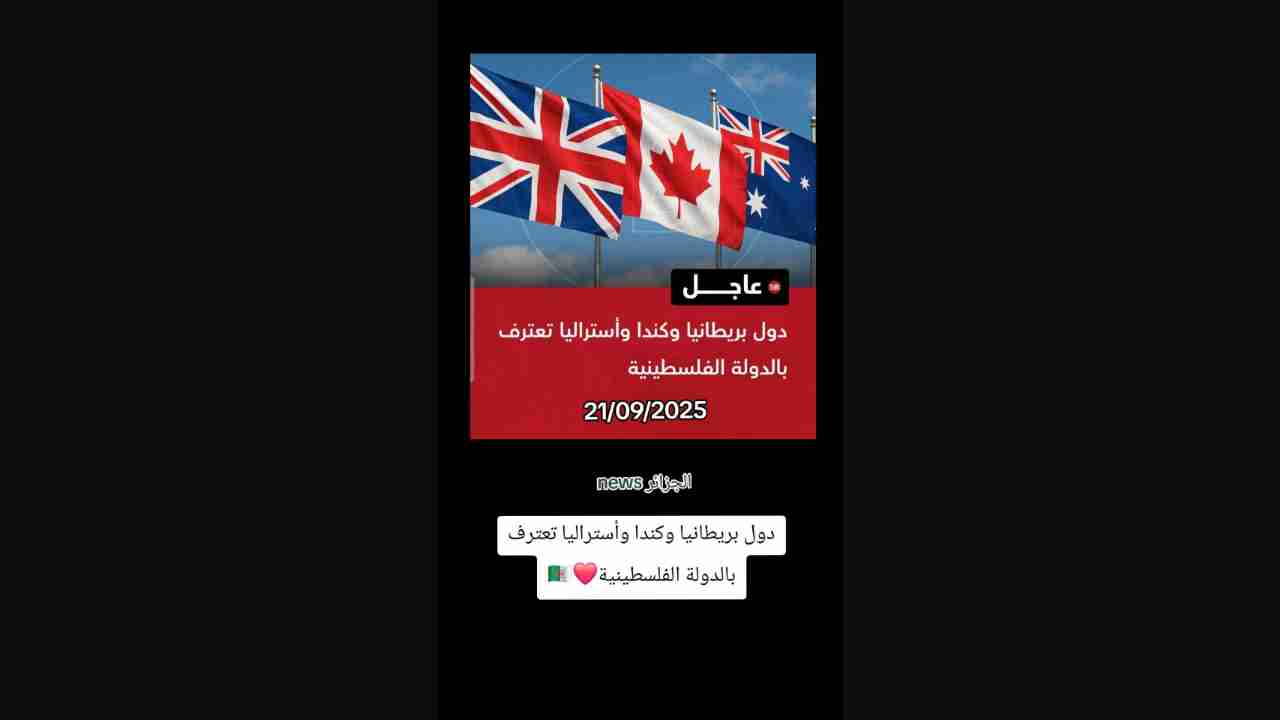 عاجـــل
دول بريطانيا وكندا وأستراليا تعترف
بالدولة الفلسطينية
21/09/2025
الجزائر news
دول بريطانيا وكندا وأستراليا تعترف
بالدولة الفلسطينية❤️🇩🇿